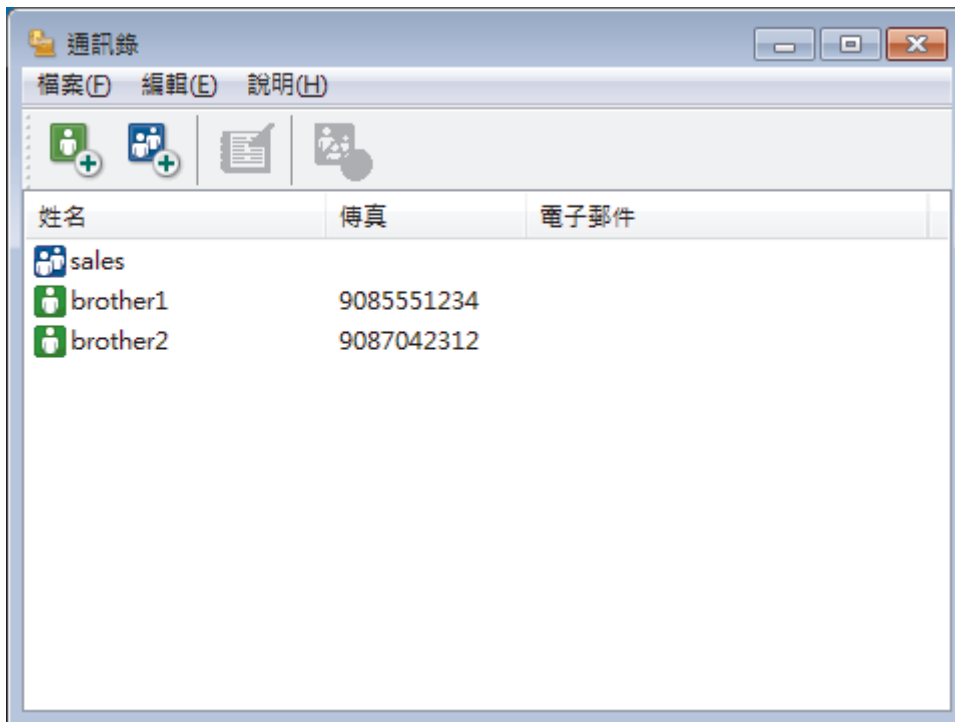 通訊錄
檔案(F) 編輯(E) 說明(H)
姓名 傳真 電子郵件
sales
brother1 9085551234
brother2 9087042312